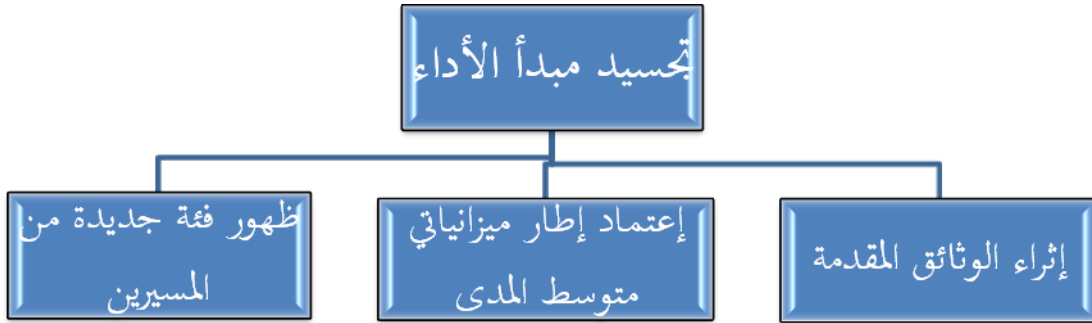 تجسيد مبدأ الأداء
إثراء الوثائق المقدمة
إعتماد إطار ميزانياتي
متوسط المدى
ظهور فئة جديدة من
المسيرين